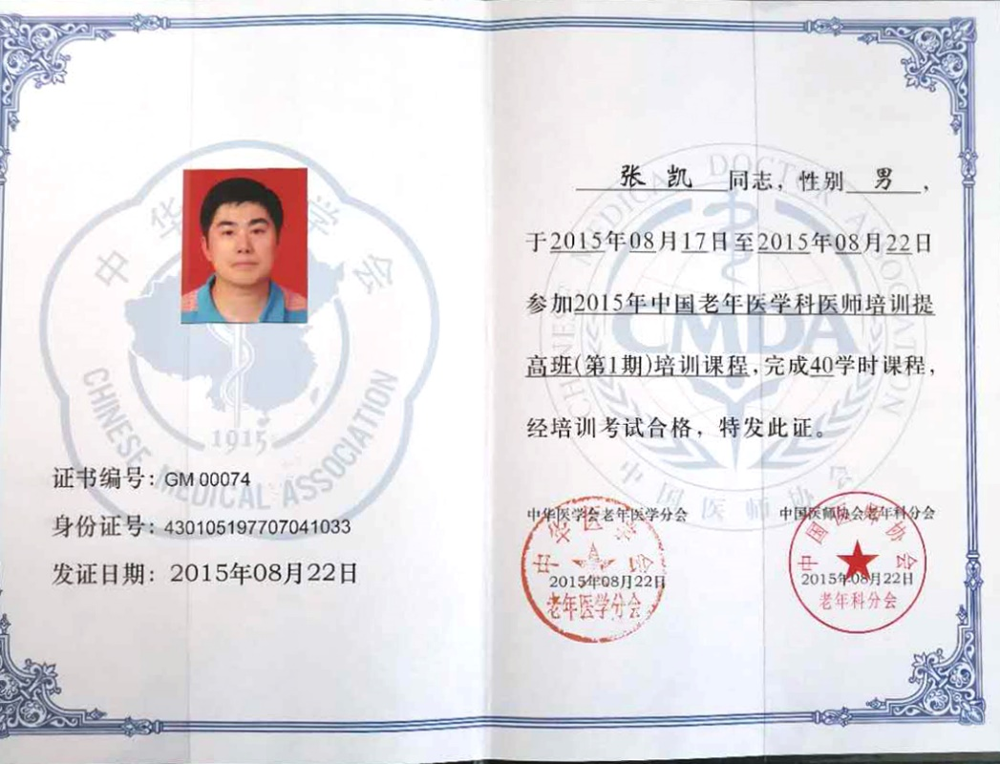 中华医学会
CHINESE MEDICAL ASSOCIATION
1915
证书编号：GM 00074
身份证号：430105197707041033
发证日期：2015年08月22日
张凯 同志，性别 男，
于2015年08月17日至2015年08月22日
参加2015年中国老年医学科医师培训提
高班(第1期)培训课程，完成40学时课程，
经培训考试合格，特发此证。
CHINESE MEDICAL DOCTOR ASSOCIATION
CMDA
中国医师协会
中华医学会老年医学分会
中华医学会
2015年08月22日
老年医学分会
中国医师协会老年科分会
中国医师协会
2015年08月22日
老年科分会